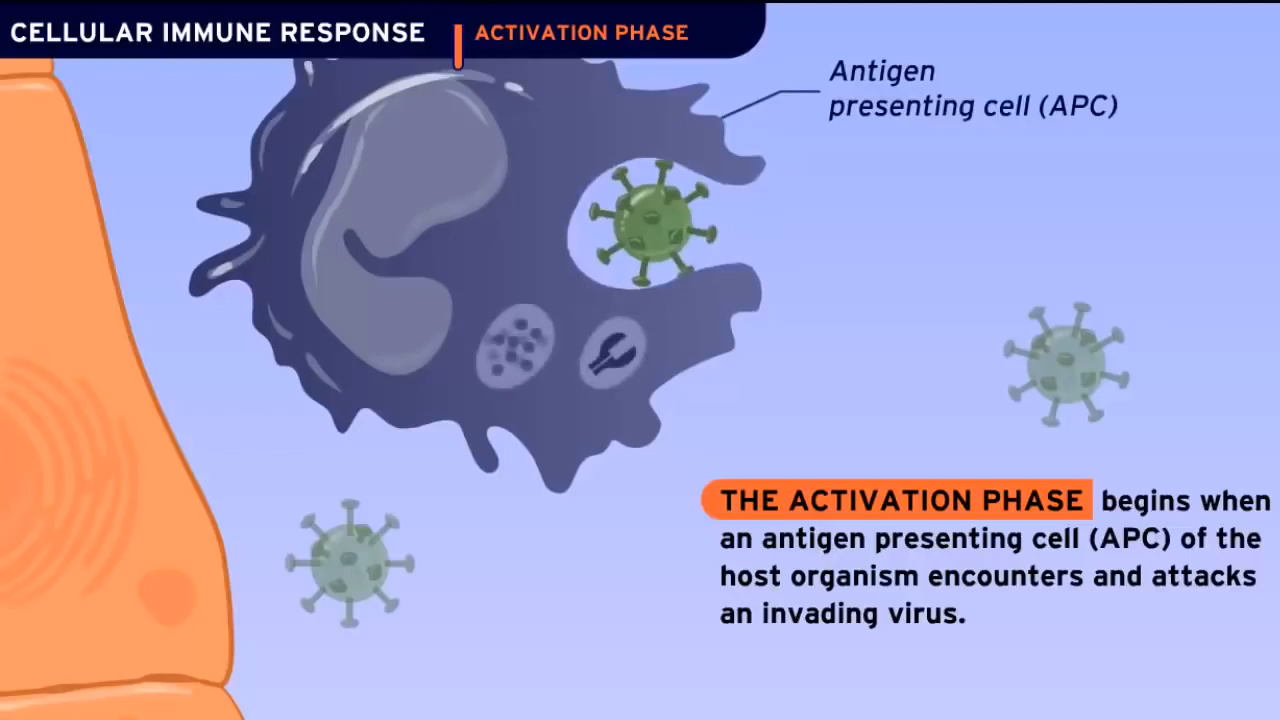 CELLULAR IMMUNE RESPONSE
ACTIVATION PHASE
Antigen
presenting cell (APC)
THE ACTIVATION PHASE begins when
an antigen presenting cell (APC) of the
host organism encounters and attacks
an invading virus.